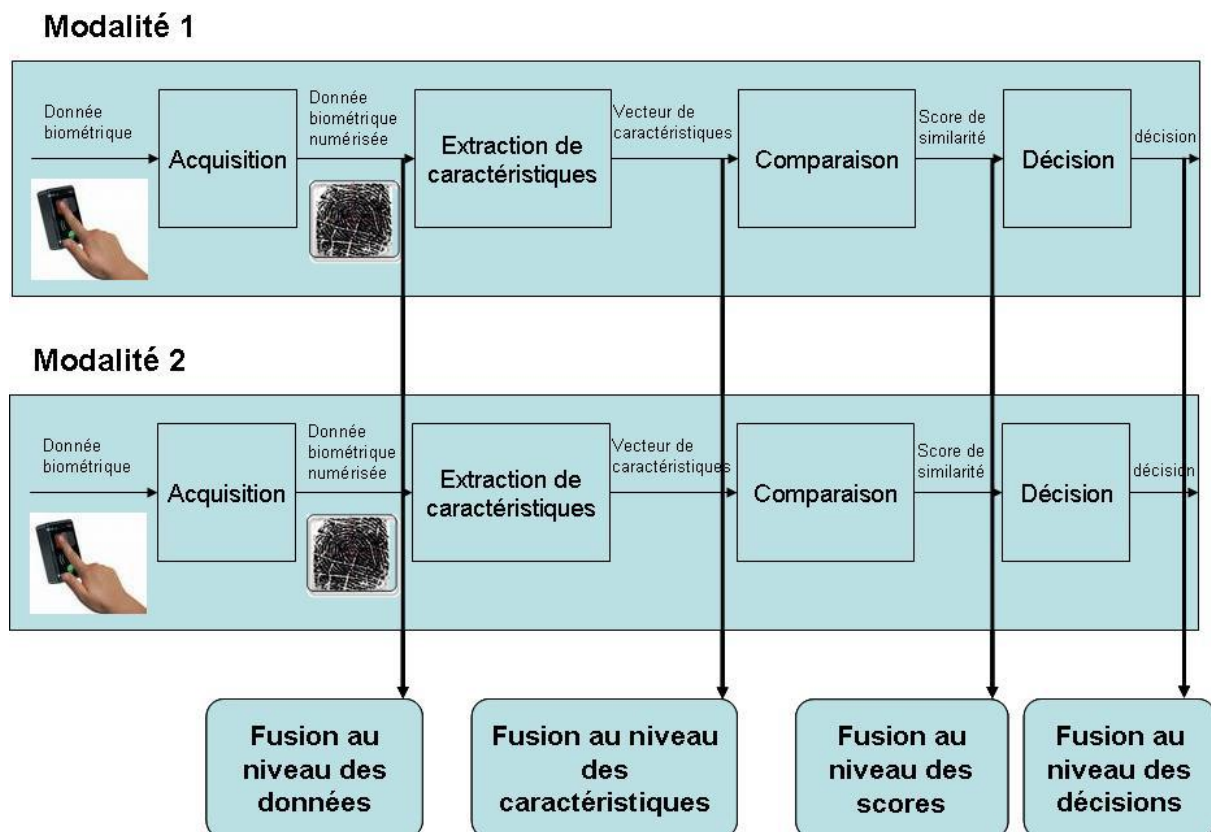 Modalité 1
Donnée
biométrique
Acquisition
Donnée
biométrique
numérisée
Extraction de
caractéristiques
Vecteur de
caractéristiques
Comparaison
Score de
similarité
Décision
décision
Modalité 2
Donnée
biométrique
Acquisition
Donnée
biométrique
numérisée
Extraction de
caractéristiques
Vecteur de
caractéristiques
Comparaison
Score de
similarité
Décision
décision
Fusion au
niveau des
données
Fusion au niveau
des
caractéristiques
Fusion au
niveau des
scores
Fusion au
niveau des
décisions